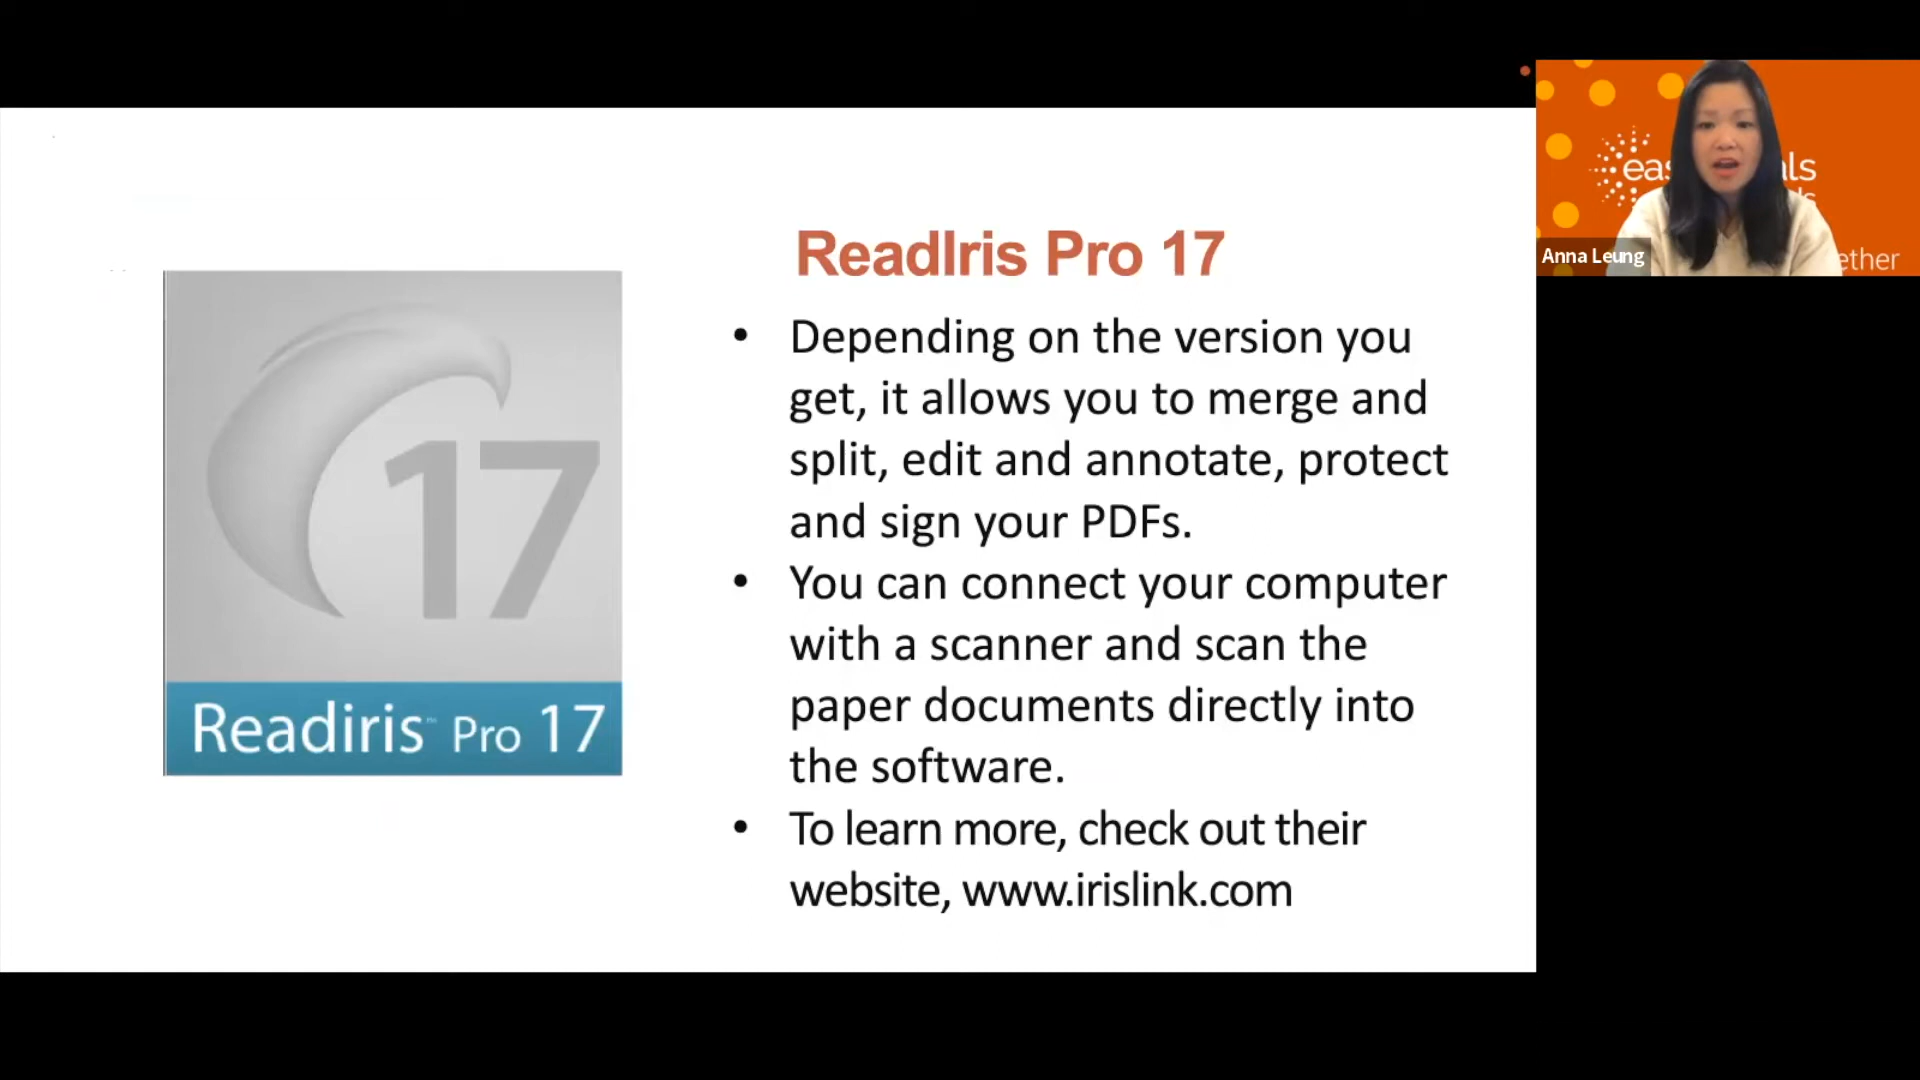 ReadIris Pro 17
• Depending on the version you
get, it allows you to merge and
split, edit and annotate, protect
and sign your PDFs.
• You can connect your computer
with a scanner and scan the
paper documents directly into
the software.
• To learn more, check out their
website, www.irislink.com
17
Readiris™ Pro 17
Anna Leung